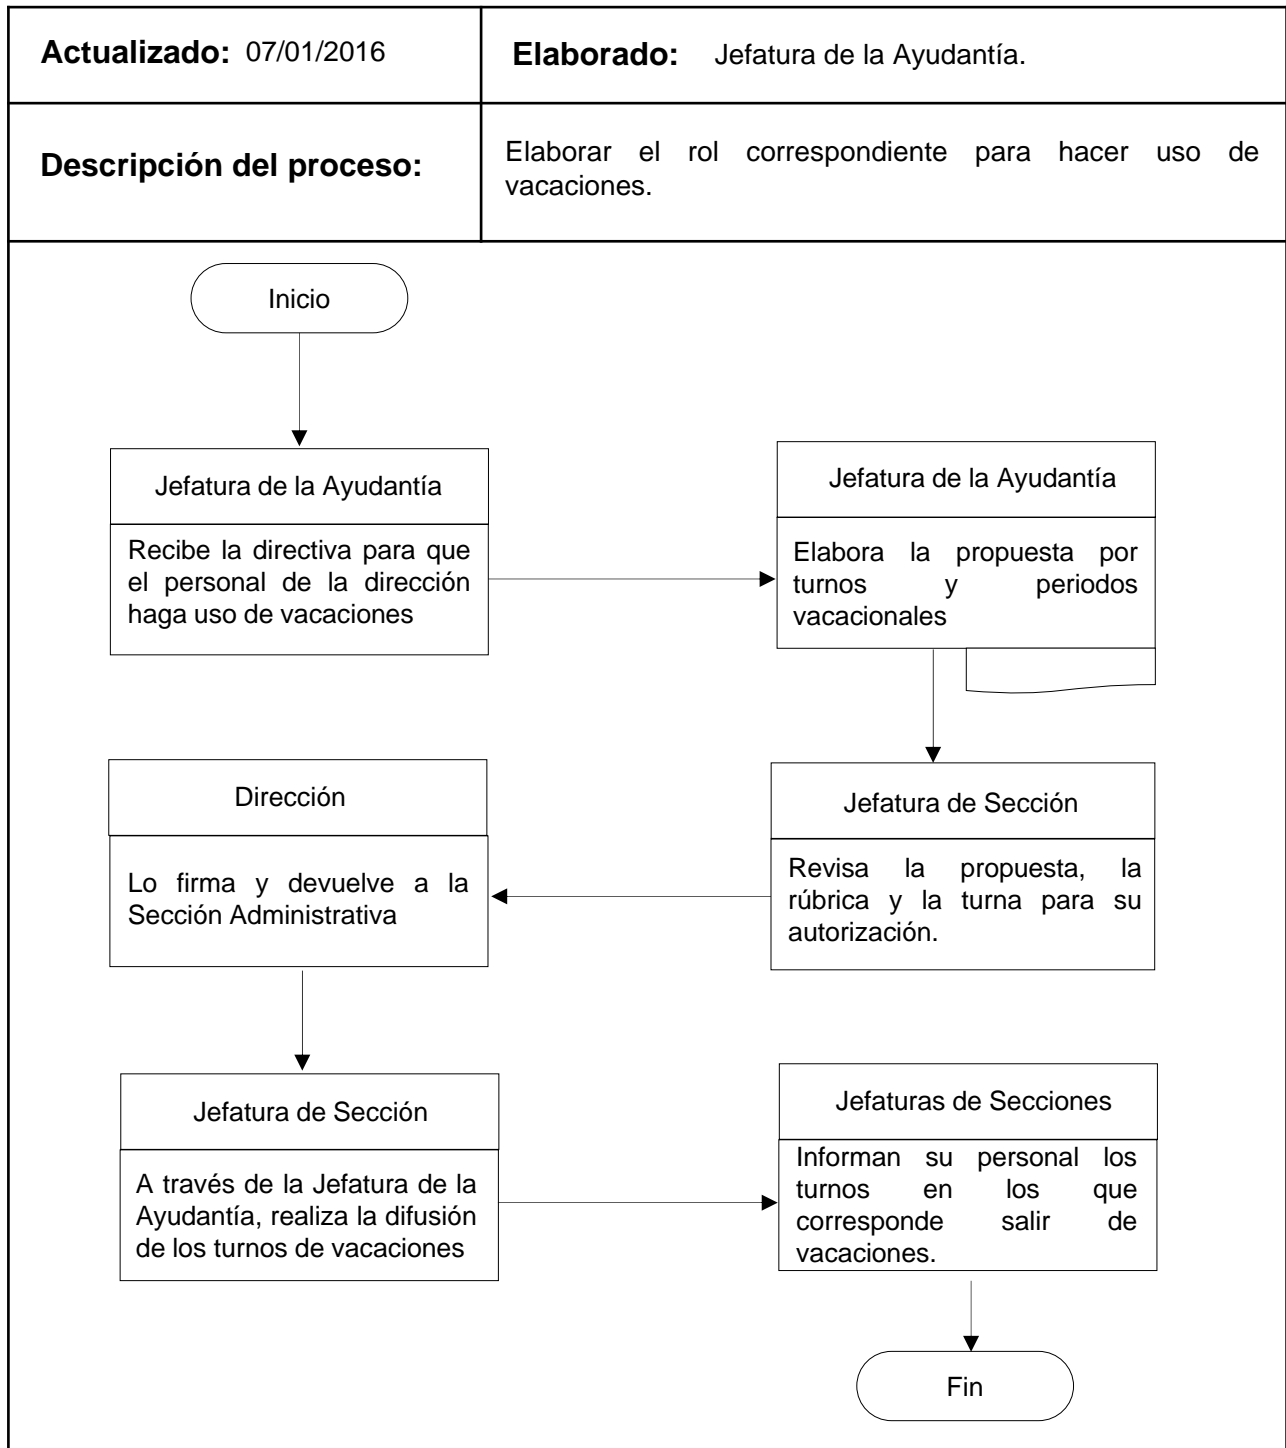 Actualizado: 07/01/2016
Elaborado: Jefatura de la Ayudantía.
Descripción del proceso:
Elaborar el rol correspondiente para hacer uso de
vacaciones.
Inicio
Jefatura de la Ayudantía
Recibe la directiva para que
el personal de la dirección
haga uso de vacaciones
Jefatura de la Ayudantía
Elabora la propuesta por
turnos y periodos
vacacionales
Jefatura de Sección
Revisa la propuesta, la
rúbrica y la turna para su
autorización.
Dirección
Lo firma y devuelve a la
Sección Administrativa
Jefatura de Sección
A través de la Jefatura de la
Ayudantía, realiza la difusión
de los turnos de vacaciones
Jefaturas de Secciones
Informan su personal los
turnos en los que
corresponde salir de
vacaciones.
Fin